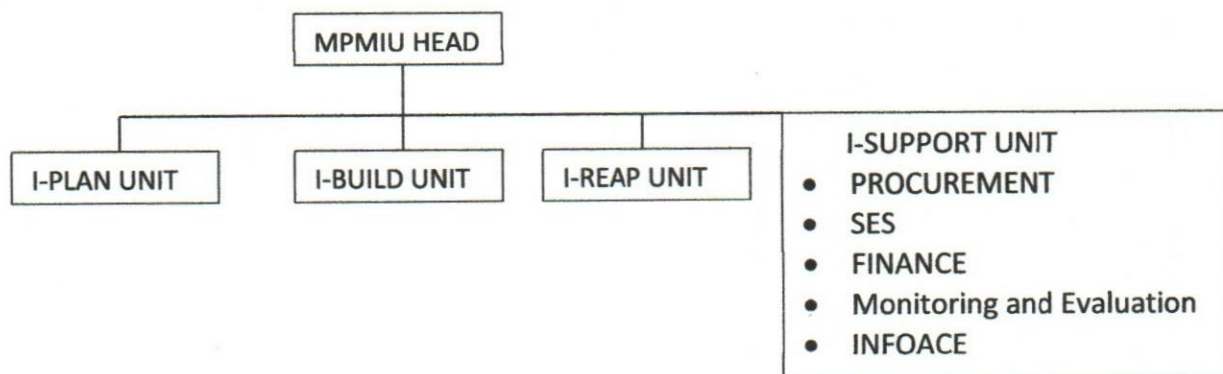 MPMIU HEAD
I-PLAN UNIT
I-BUILD UNIT
I-REAP UNIT
I-SUPPORT UNIT
• PROCUREMENT
• SES
• FINANCE
• Monitoring and Evaluation
• INFOACE